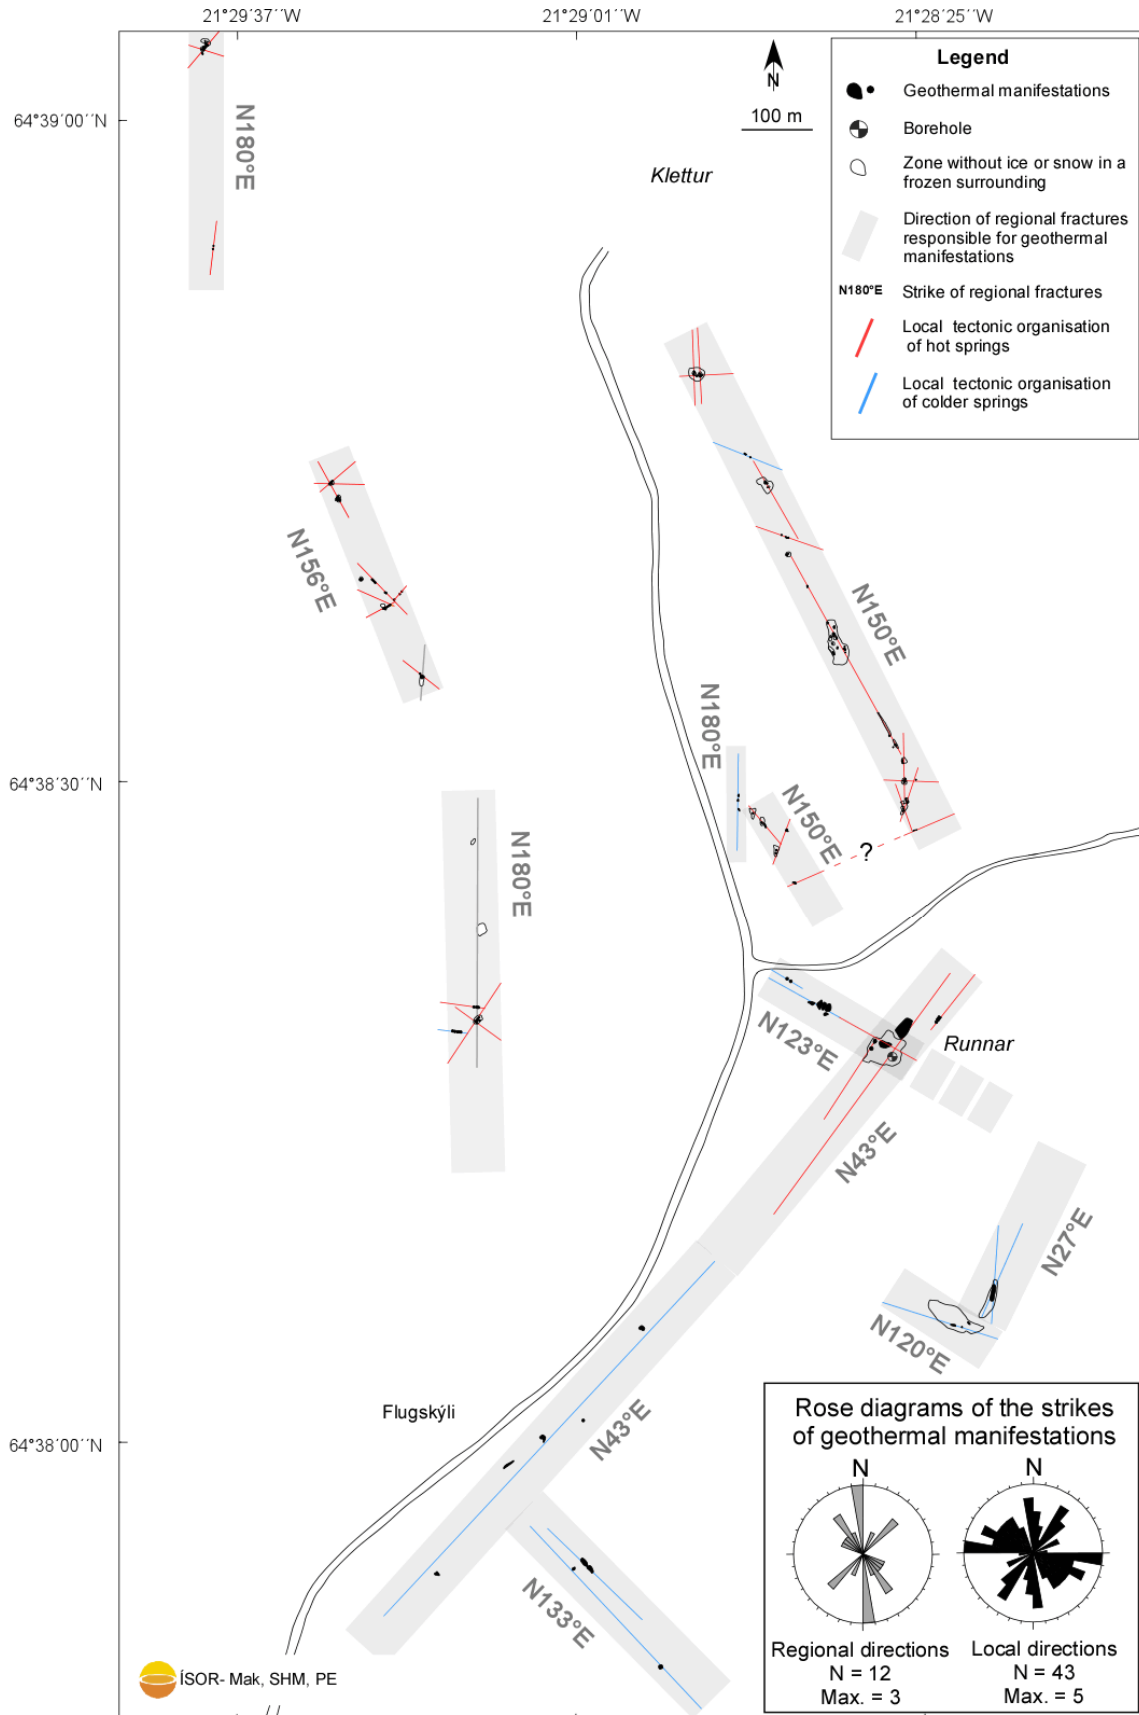 21°29´37´´W
21°29´01´´W
21°28´25´´W
64°39´00´´N
64°38´30´´N
64°38´00´´N
N
100 m
Klettur
Legend
Geothermal manifestations
Borehole
Zone without ice or snow in a
frozen surrounding
Direction of regional fractures
responsible for geothermal
manifestations
N180°E
Strike of regional fractures
Local tectonic organisation
of hot springs
Local tectonic organisation
of colder springs
N180°E
N156°E
N150°E
N180°E
N150°E
?
N180°E
N123°E
Runnar
N43°E
N27°E
N120°E
Flugskýli
N43°E
N133°E
Rose diagrams of the strikes
of geothermal manifestations
N
N
Regional directions
N = 12
Max. = 3
Local directions
N = 43
Max. = 5
ÍSOR- Mak, SHM, PE